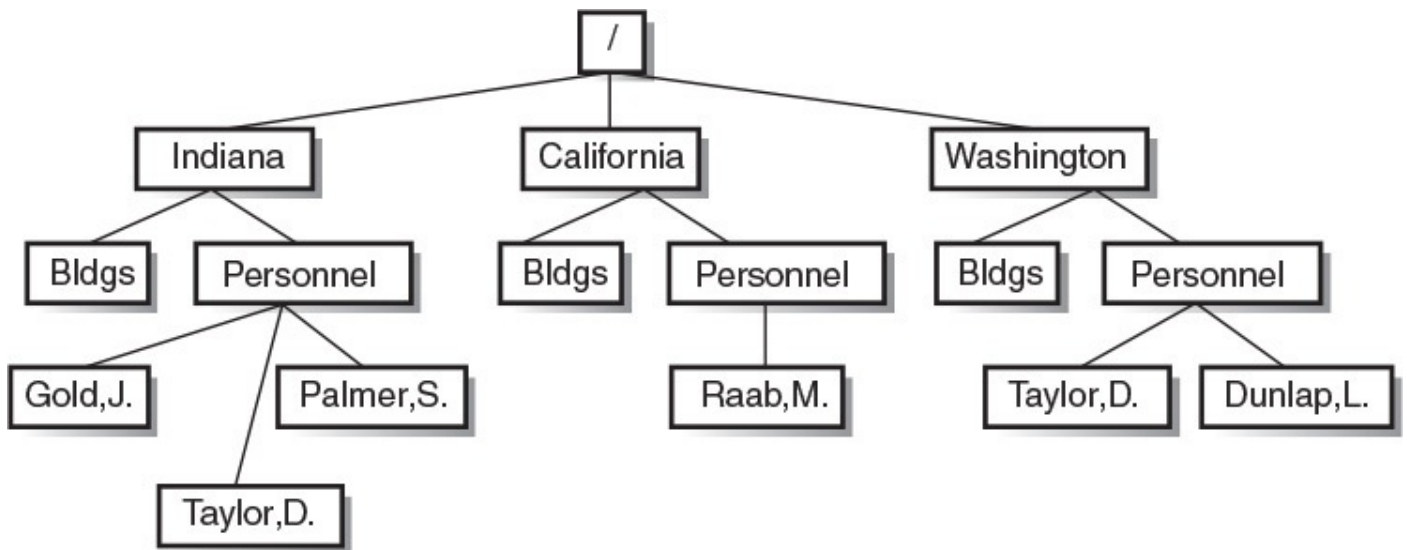 /
Indiana
California
Washington
Bldgs
Personnel
Bldgs
Personnel
Bldgs
Personnel
Gold,J.
Palmer,S.
Raab,M.
Taylor,D.
Dunlap,L.
Taylor,D.